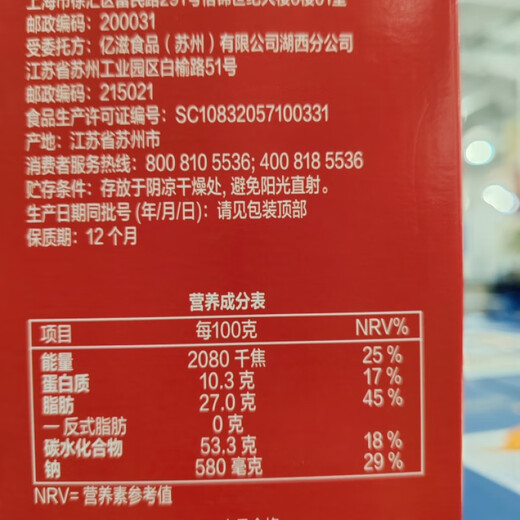 邮政编码：200031
受委托方：亿滋食品（苏州）有限公司湖西分公司
江苏省苏州工业园区白榆路51号
邮政编码：215021
食品生产许可证编号：SC10832057100331
产地：江苏省苏州市
消费者服务热线：800 810 5536; 400 818 5536
贮存条件：存放于阴凉干燥处, 避免阳光直射。
生产日期同批号 (年/月/日)：请见包装顶部
保质期：12 个月
营养成分表
项目 每100克 NRV%
能量 2080 千焦 25 %
蛋白质 10.3 克 17 %
脂肪 27.0 克 45 %
一 反式脂肪 0 克
碳水化合物 53.3 克 18 %
钠 580 毫克 29 %
NRV= 营养素参考值